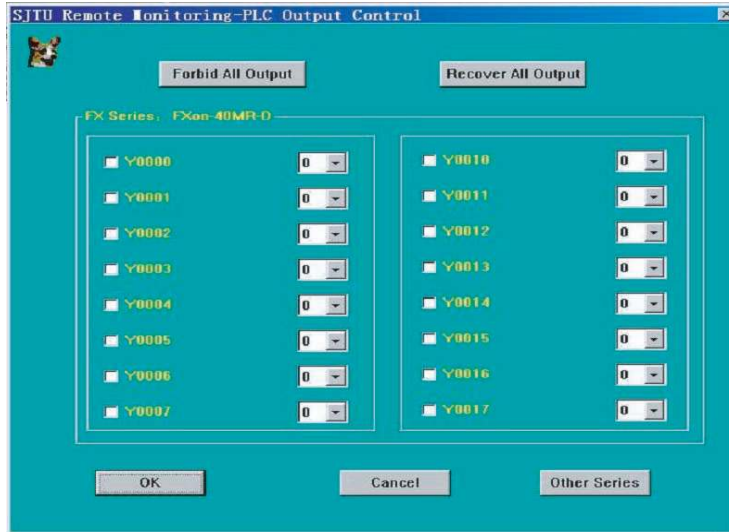 SJTU Remote Monitoring-PLC Output Control
Forbid All Output
Recover All Output
FX Series: FXon-40MR-D
Y0000 0
Y0001 0
Y0002 0
Y0003 0
Y0004 0
Y0005 0
Y0006 0
Y0007 0
Y0010 0
Y0011 0
Y0012 0
Y0013 0
Y0014 0
Y0015 0
Y0016 0
Y0017 0
OK
Cancel
Other Series